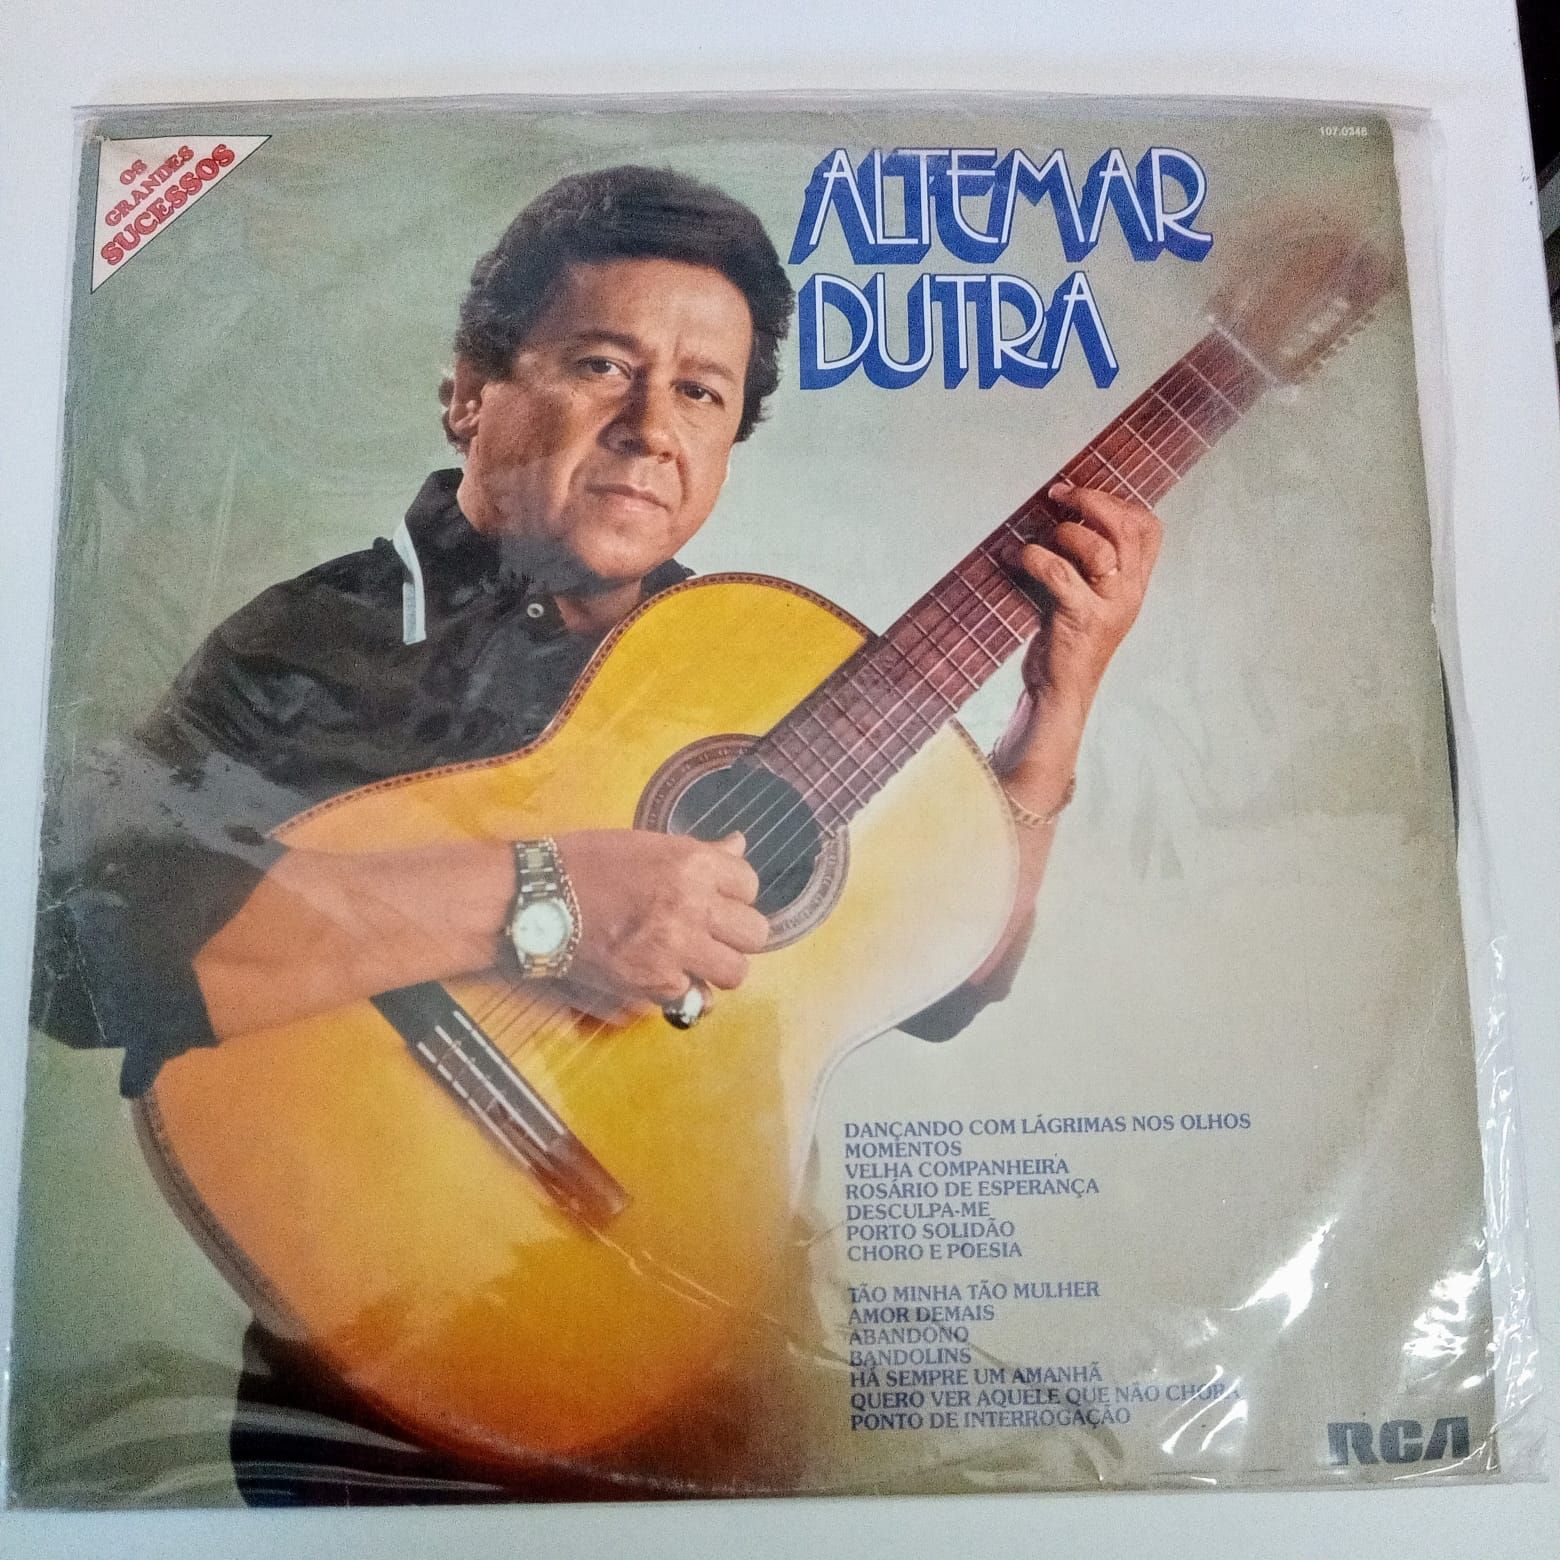 OS
GRANDES
SUCESSOS
107.0348
ALTEMAR
DUTRA
DANÇANDO COM LÁGRIMAS NOS OLHOS
MOMENTOS
VELHA COMPANHEIRA
ROSÁRIO DE ESPERANÇA
DESCULPA-ME
PORTO SOLIDÃO
CHORO E POESIA
TÃO MINHA TÃO MULHER
AMOR DEMAIS
ABANDONO
BANDOLINS
HÁ SEMPRE UM AMANHÃ
QUERO VER AQUELE QUE NÃO CHORA
PONTO DE INTERROGAÇÃO
RCA